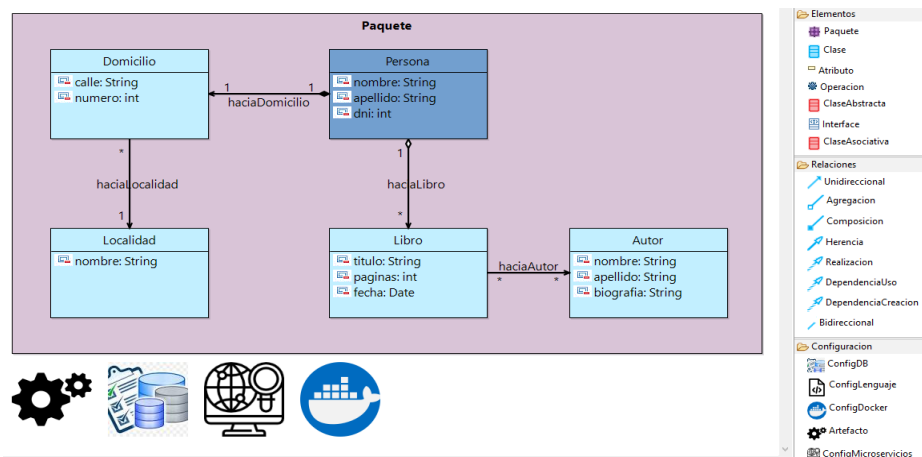 Paquete
Domicilio
calle: String
numero: int
1
1
haciaDomicilio
Persona
nombre: String
apellido: String
dni: int
*
haciaLocalidad
1
1
haciaLibro
*
Localidad
nombre: String
Libro
titulo: String
paginas: int
fecha: Date
haciaAutor
*
*
Autor
nombre: String
apellido: String
biografia: String
Elementos
Paquete
Clase
Atributo
Operacion
ClaseAbstracta
Interface
ClaseAsociativa
Relaciones
Unidireccional
Agregacion
Composicion
Herencia
Realizacion
DependenciaUso
DependenciaCreacion
Bidireccional
Configuracion
ConfigDB
ConfigLenguaje
ConfigDocker
Artefacto
ConfigMicroservicios